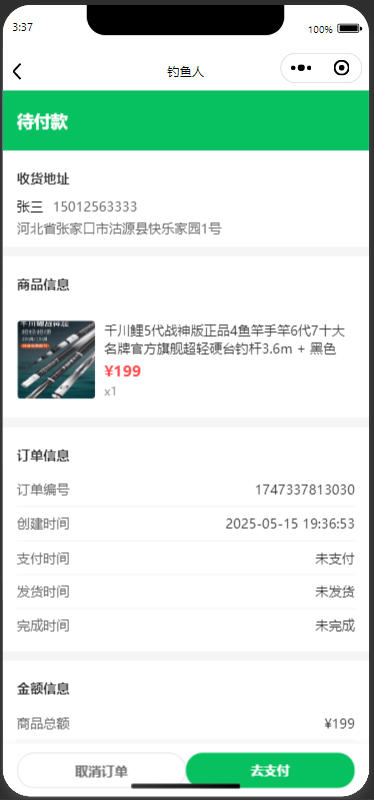 3:37
100%
钓鱼人
待付款
收货地址
张三 15012563333
河北省张家口市沽源县快乐家园1号
商品信息
千川鲤5代战神版正品4鱼竿手竿6代7十大
名牌官方旗舰超轻硬台钓杆3.6m + 黑色
¥199
x1
订单信息
订单编号 1747337813030
创建时间 2025-05-15 19:36:53
支付时间 未支付
发货时间 未发货
完成时间 未完成
金额信息
商品总额 ¥199
取消订单 去支付